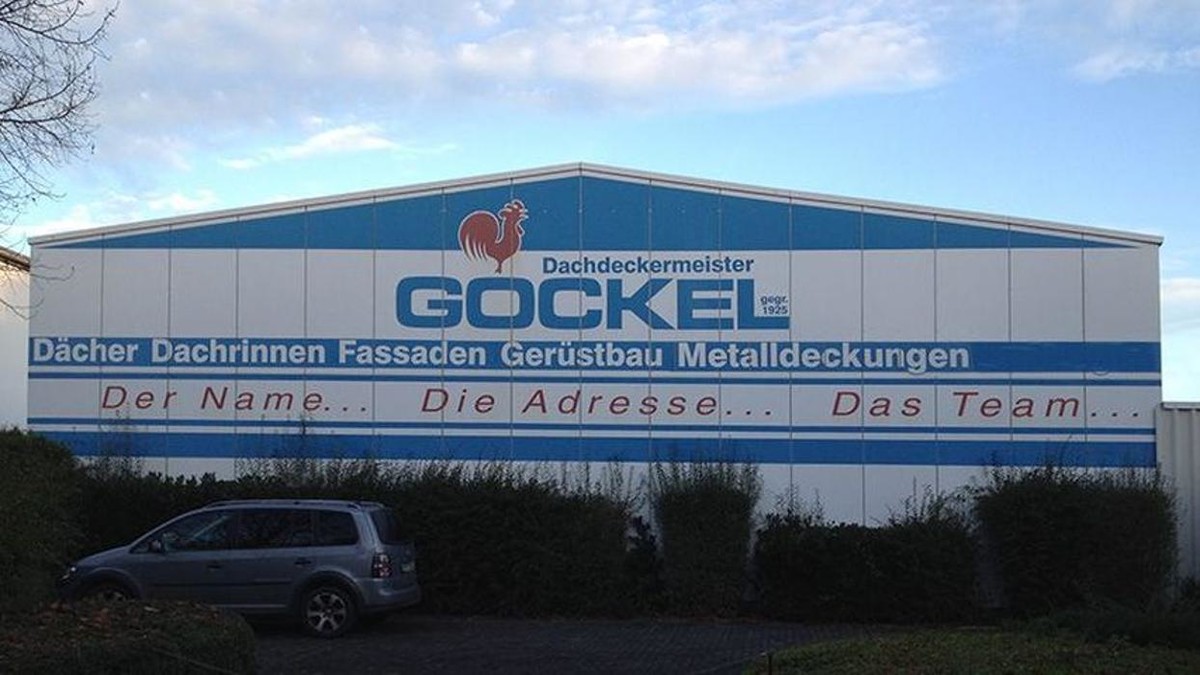 Dachdeckermeister
GOCKEL
gegr.
1925
Dächer Dachrinnen Fassaden Gerüstbau Metalldeckungen
Der Name... Die Adresse... Das Team...